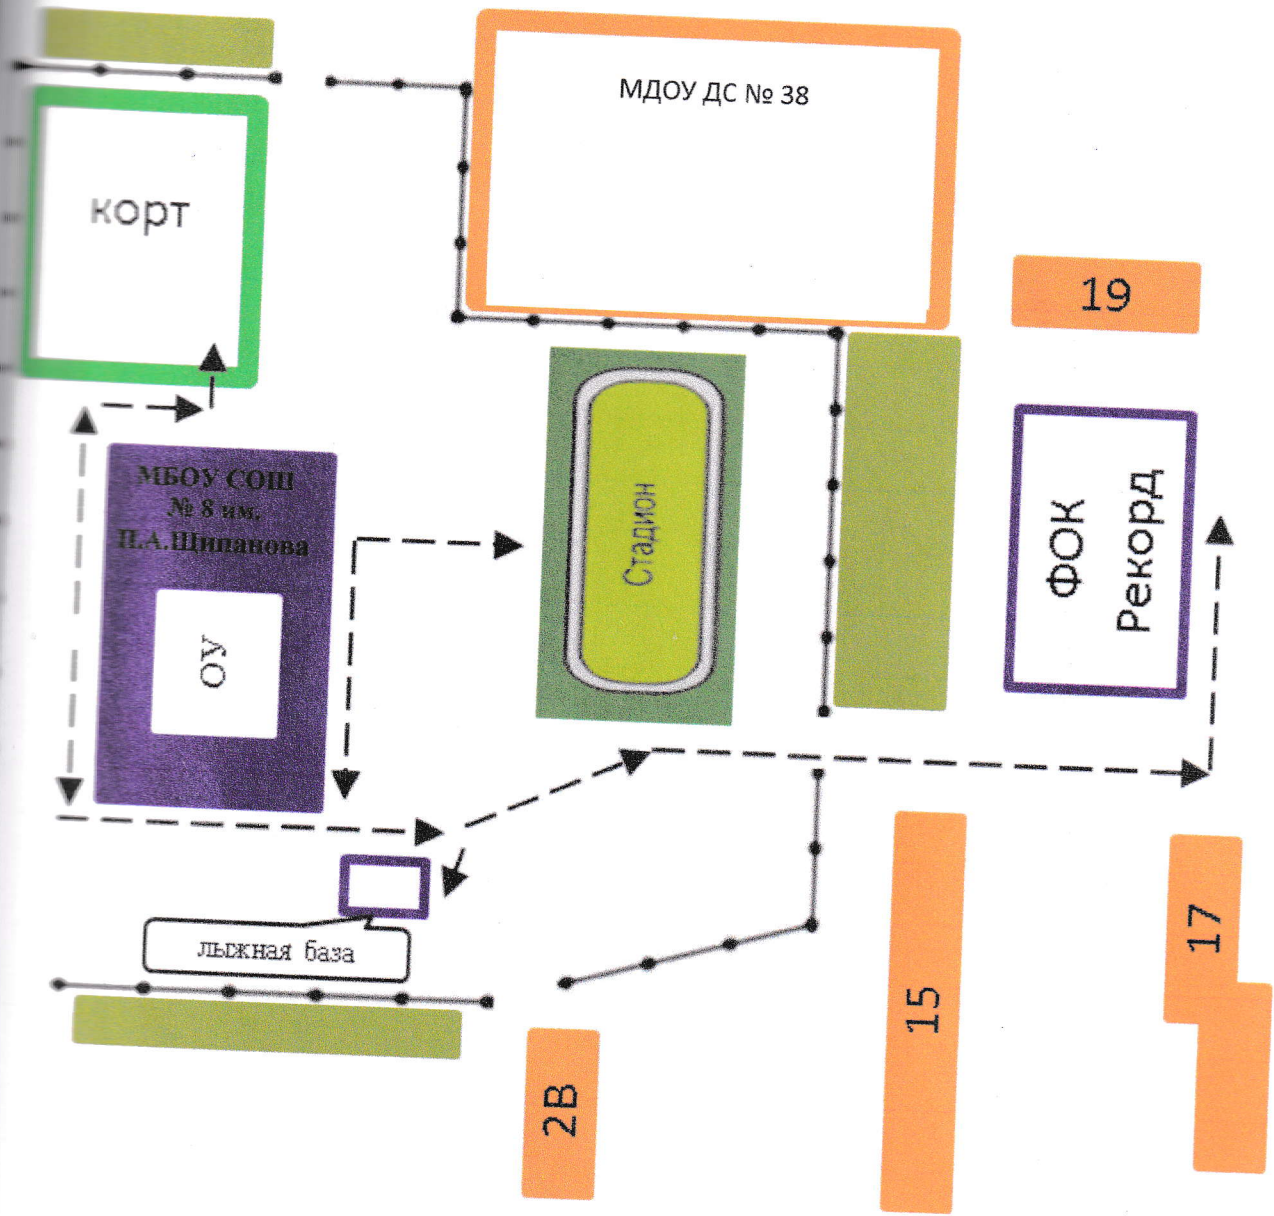 МДОУ ДС № 38
корт
19
МБОУ СОШ
№ 8 им.
П.А.Щипанова
ОУ
Стадион
ФОК
Рекорд
лыжная база
17
15
2В